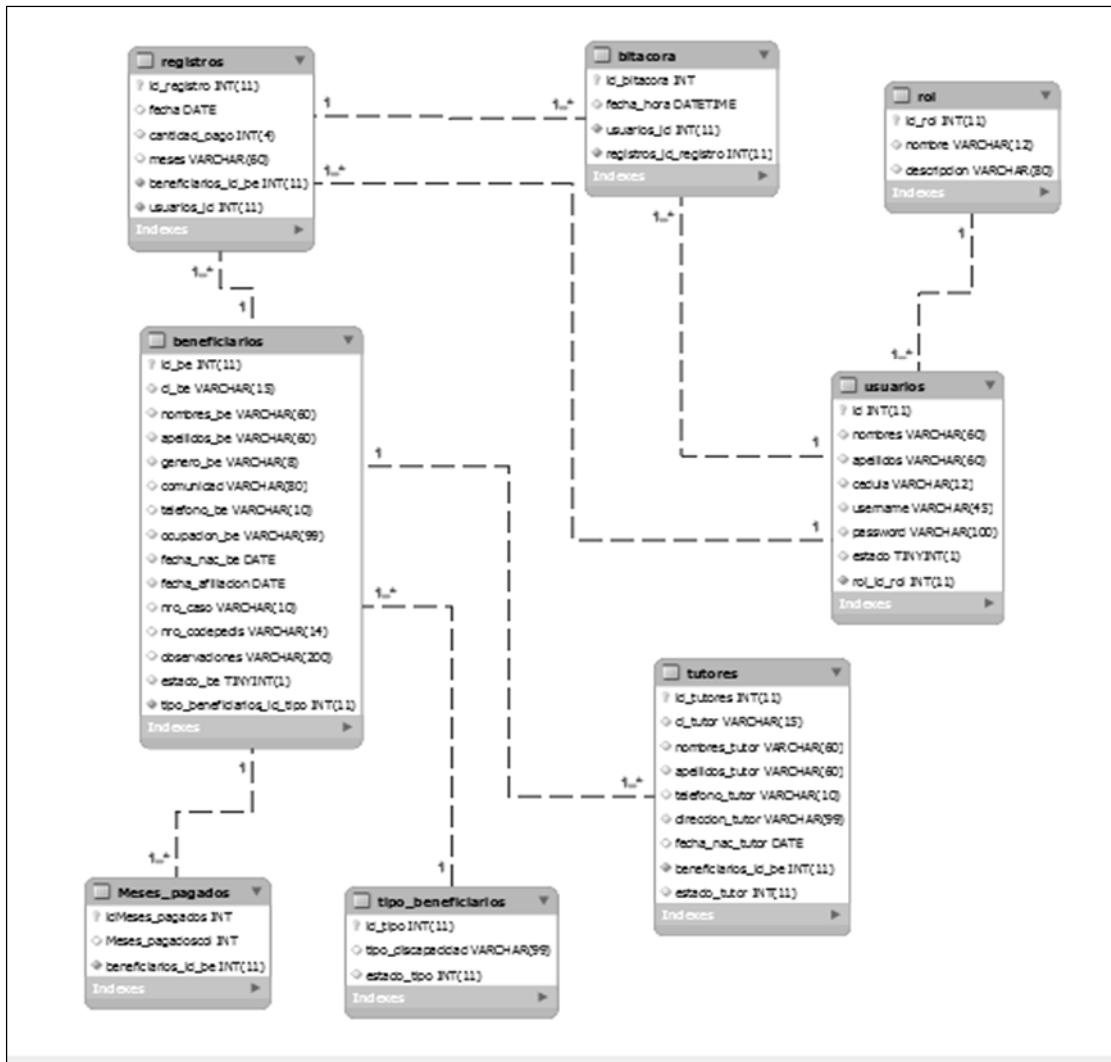 registros
id_registro INT(11)
fecha DATE
cantidad_pago INT(4)
meses VARCHAR(60)
beneficiarios_id_be INT(11)
usuarios_id INT(11)
Indexes
1
1..*
1..*
bitacora
id_bitacora INT
fecha_hora DATETIME
usuarios_id INT(11)
registros_id_registro INT(11)
Indexes
1..*
rol
id_rol INT(11)
nombre VARCHAR(12)
descripcion VARCHAR(80)
Indexes
1
1..*
1..*
1
beneficiarios
id_be INT(11)
ci_be VARCHAR(15)
nombres_be VARCHAR(60)
apellidos_be VARCHAR(60)
genero_be VARCHAR(8)
comunidad VARCHAR(80)
telefono_be VARCHAR(10)
ocupacion_be VARCHAR(99)
fecha_nac_be DATE
fecha_afiliacion DATE
nro_caso VARCHAR(10)
nro_codepedis VARCHAR(14)
observaciones VARCHAR(200)
estado_be TINYINT(1)
tipo_beneficiarios_id_tipo INT(11)
Indexes
1
1..*
1
usuarios
id INT(11)
nombres VARCHAR(60)
apellidos VARCHAR(60)
cedula VARCHAR(12)
username VARCHAR(45)
password VARCHAR(100)
estado TINYINT(1)
rol_id_rol INT(11)
Indexes
1
1
tutores
id_tutores INT(11)
ci_tutor VARCHAR(15)
nombres_tutor VARCHAR(60)
apellidos_tutor VARCHAR(60)
telefono_tutor VARCHAR(10)
direccion_tutor VARCHAR(99)
fecha_nac_tutor DATE
beneficiarios_id_be INT(11)
estado_tutor INT(11)
Indexes
1..*
1..*
Meses_pagados
idMeses_pagados INT
Meses_pagadoscol INT
beneficiarios_id_be INT(11)
Indexes
1
tipo_beneficiarios
id_tipo INT(11)
tipo_discapacidad VARCHAR(99)
estado_tipo INT(11)
Indexes